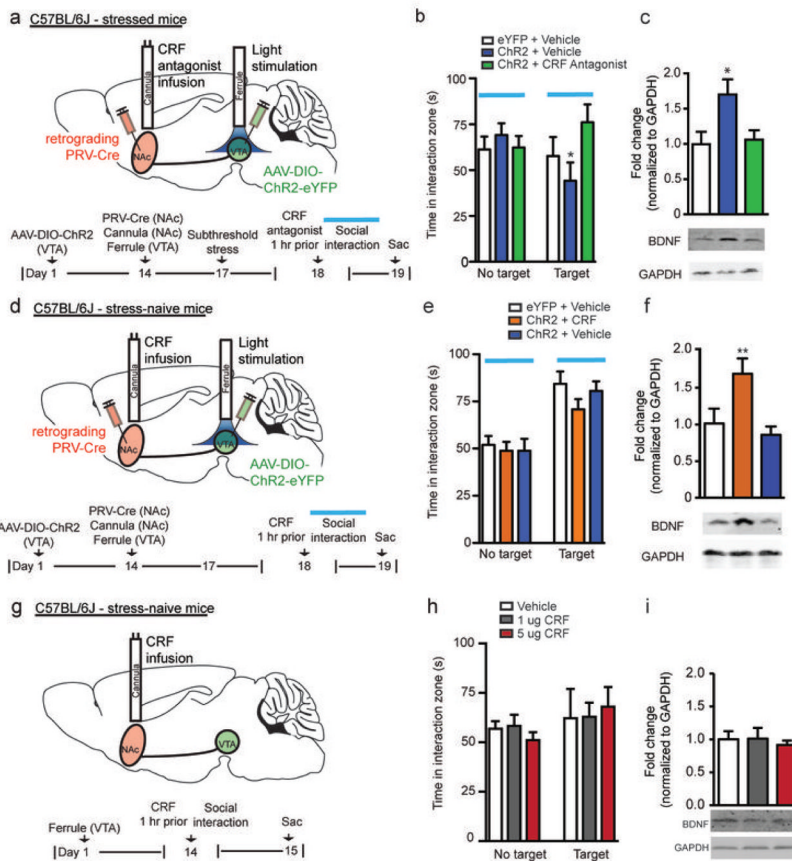 a C57BL/6J - stressed mice
CRF
antagonist
infusion
Light
stimulation
Cannula
Ferrule
retrograding
PRV-Cre
NAc
VTA
AAV-DIO-
ChR2-eYFP
AAV-DIO-ChR2
(VTA)
PRV-Cre (NAc)
Cannula (NAc)
Ferrule (VTA)
Subthreshold
stress
CRF
antagonist
1 hr prior
Social
interaction
Sac
Day 1
14
17
18
19
b
eYFP + Vehicle
ChR2 + Vehicle
ChR2 + CRF Antagonist
Time in interaction zone (s)
100
75
50
25
0
*
No target
Target
c
Fold change
(normalized to GAPDH)
2.0
1.5
1.0
0
*
BDNF
GAPDH
d C57BL/6J - stress-naive mice
CRF
infusion
Light
stimulation
Cannula
Ferrule
retrograding
PRV-Cre
NAc
VTA
AAV-DIO-
ChR2-eYFP
AAV-DIO-ChR2
(VTA)
PRV-Cre (NAc)
Cannula (NAc)
Ferrule (VTA)
CRF
1 hr prior
Social
interaction
Sac
Day 1
14
17
18
19
e
eYFP + Vehicle
ChR2 + CRF
ChR2 + Vehicle
Time in interaction zone (s)
100
75
50
25
0
No target
Target
f
Fold change
(normalized to GAPDH)
2.0
1.5
1.0
0
**
BDNF
GAPDH
g C57BL/6J - stress-naive mice
CRF
infusion
Cannula
NAc
VTA
Ferrule (VTA)
CRF
1 hr prior
Social
interaction
Sac
Day 1
14
15
h
Vehicle
1 ug CRF
5 ug CRF
Time in interaction zone (s)
100
75
50
25
0
No target
Target
i
Fold change
(normalized to GAPDH)
2.0
1.5
1.0
0
BDNF
GAPDH